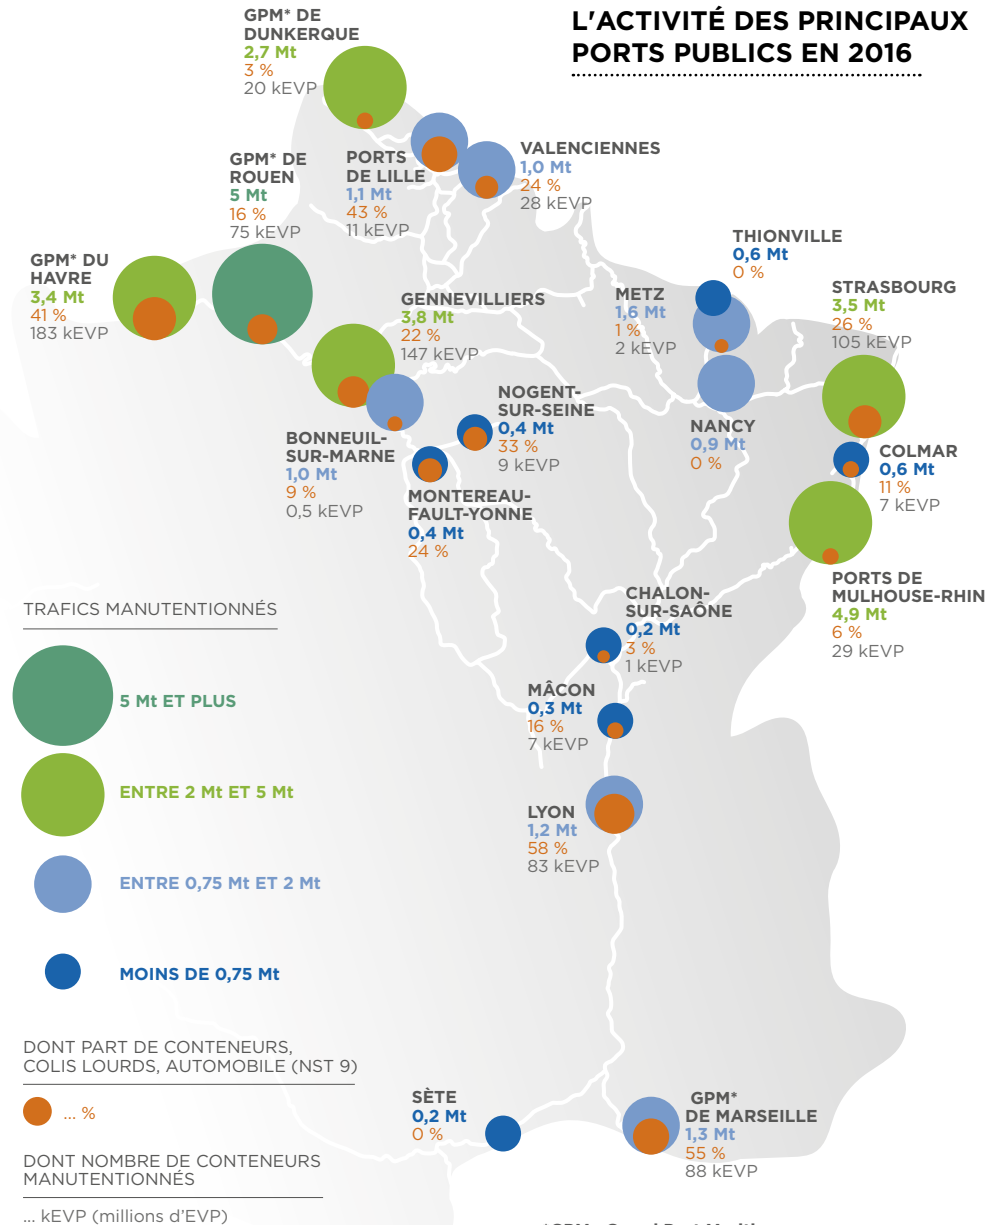 L'ACTIVITÉ DES PRINCIPAUX
PORTS PUBLICS EN 2016
GPM* DE
DUNKERQUE
2,7 Mt
3 %
20 kEVP
GPM* DE
ROUEN
5 Mt
16 %
75 kEVP
PORTS
DE LILLE
1,1 Mt
43 %
11 kEVP
VALENCIENNES
1,0 Mt
24 %
28 kEVP
GPM* DU
HAVRE
3,4 Mt
41 %
183 kEVP
THIONVILLE
0,6 Mt
0 %
METZ
1,6 Mt
1 %
2 kEVP
STRASBOURG
3,5 Mt
26 %
105 kEVP
GENNEVILLIERS
3,8 Mt
22 %
147 kEVP
NOGENT-
SUR-SEINE
0,4 Mt
33 %
9 kEVP
NANCY
0,9 Mt
0 %
BONNEUIL-
SUR-MARNE
1,0 Mt
9 %
0,5 kEVP
COLMAR
0,6 Mt
11 %
7 kEVP
MONTEREAU-
FAULT-YONNE
0,4 Mt
24 %
PORTS DE
MULHOUSE-RHIN
4,9 Mt
6 %
29 kEVP
CHALON-
SUR-SAÔNE
0,2 Mt
3 %
1 kEVP
MÂCON
0,3 Mt
16 %
7 kEVP
LYON
1,2 Mt
58 %
83 kEVP
SÈTE
0,2 Mt
0 %
GPM*
DE MARSEILLE
1,3 Mt
55 %
88 kEVP
TRAFICS MANUTENTIONNÉS
5 Mt ET PLUS
ENTRE 2 Mt ET 5 Mt
ENTRE 0,75 Mt ET 2 Mt
MOINS DE 0,75 Mt
DONT PART DE CONTENEURS,
COLIS LOURDS, AUTOMOBILE (NST 9)
... %
DONT NOMBRE DE CONTENEURS
MANUTENTIONNÉS
... kEVP (millions d'EVP)